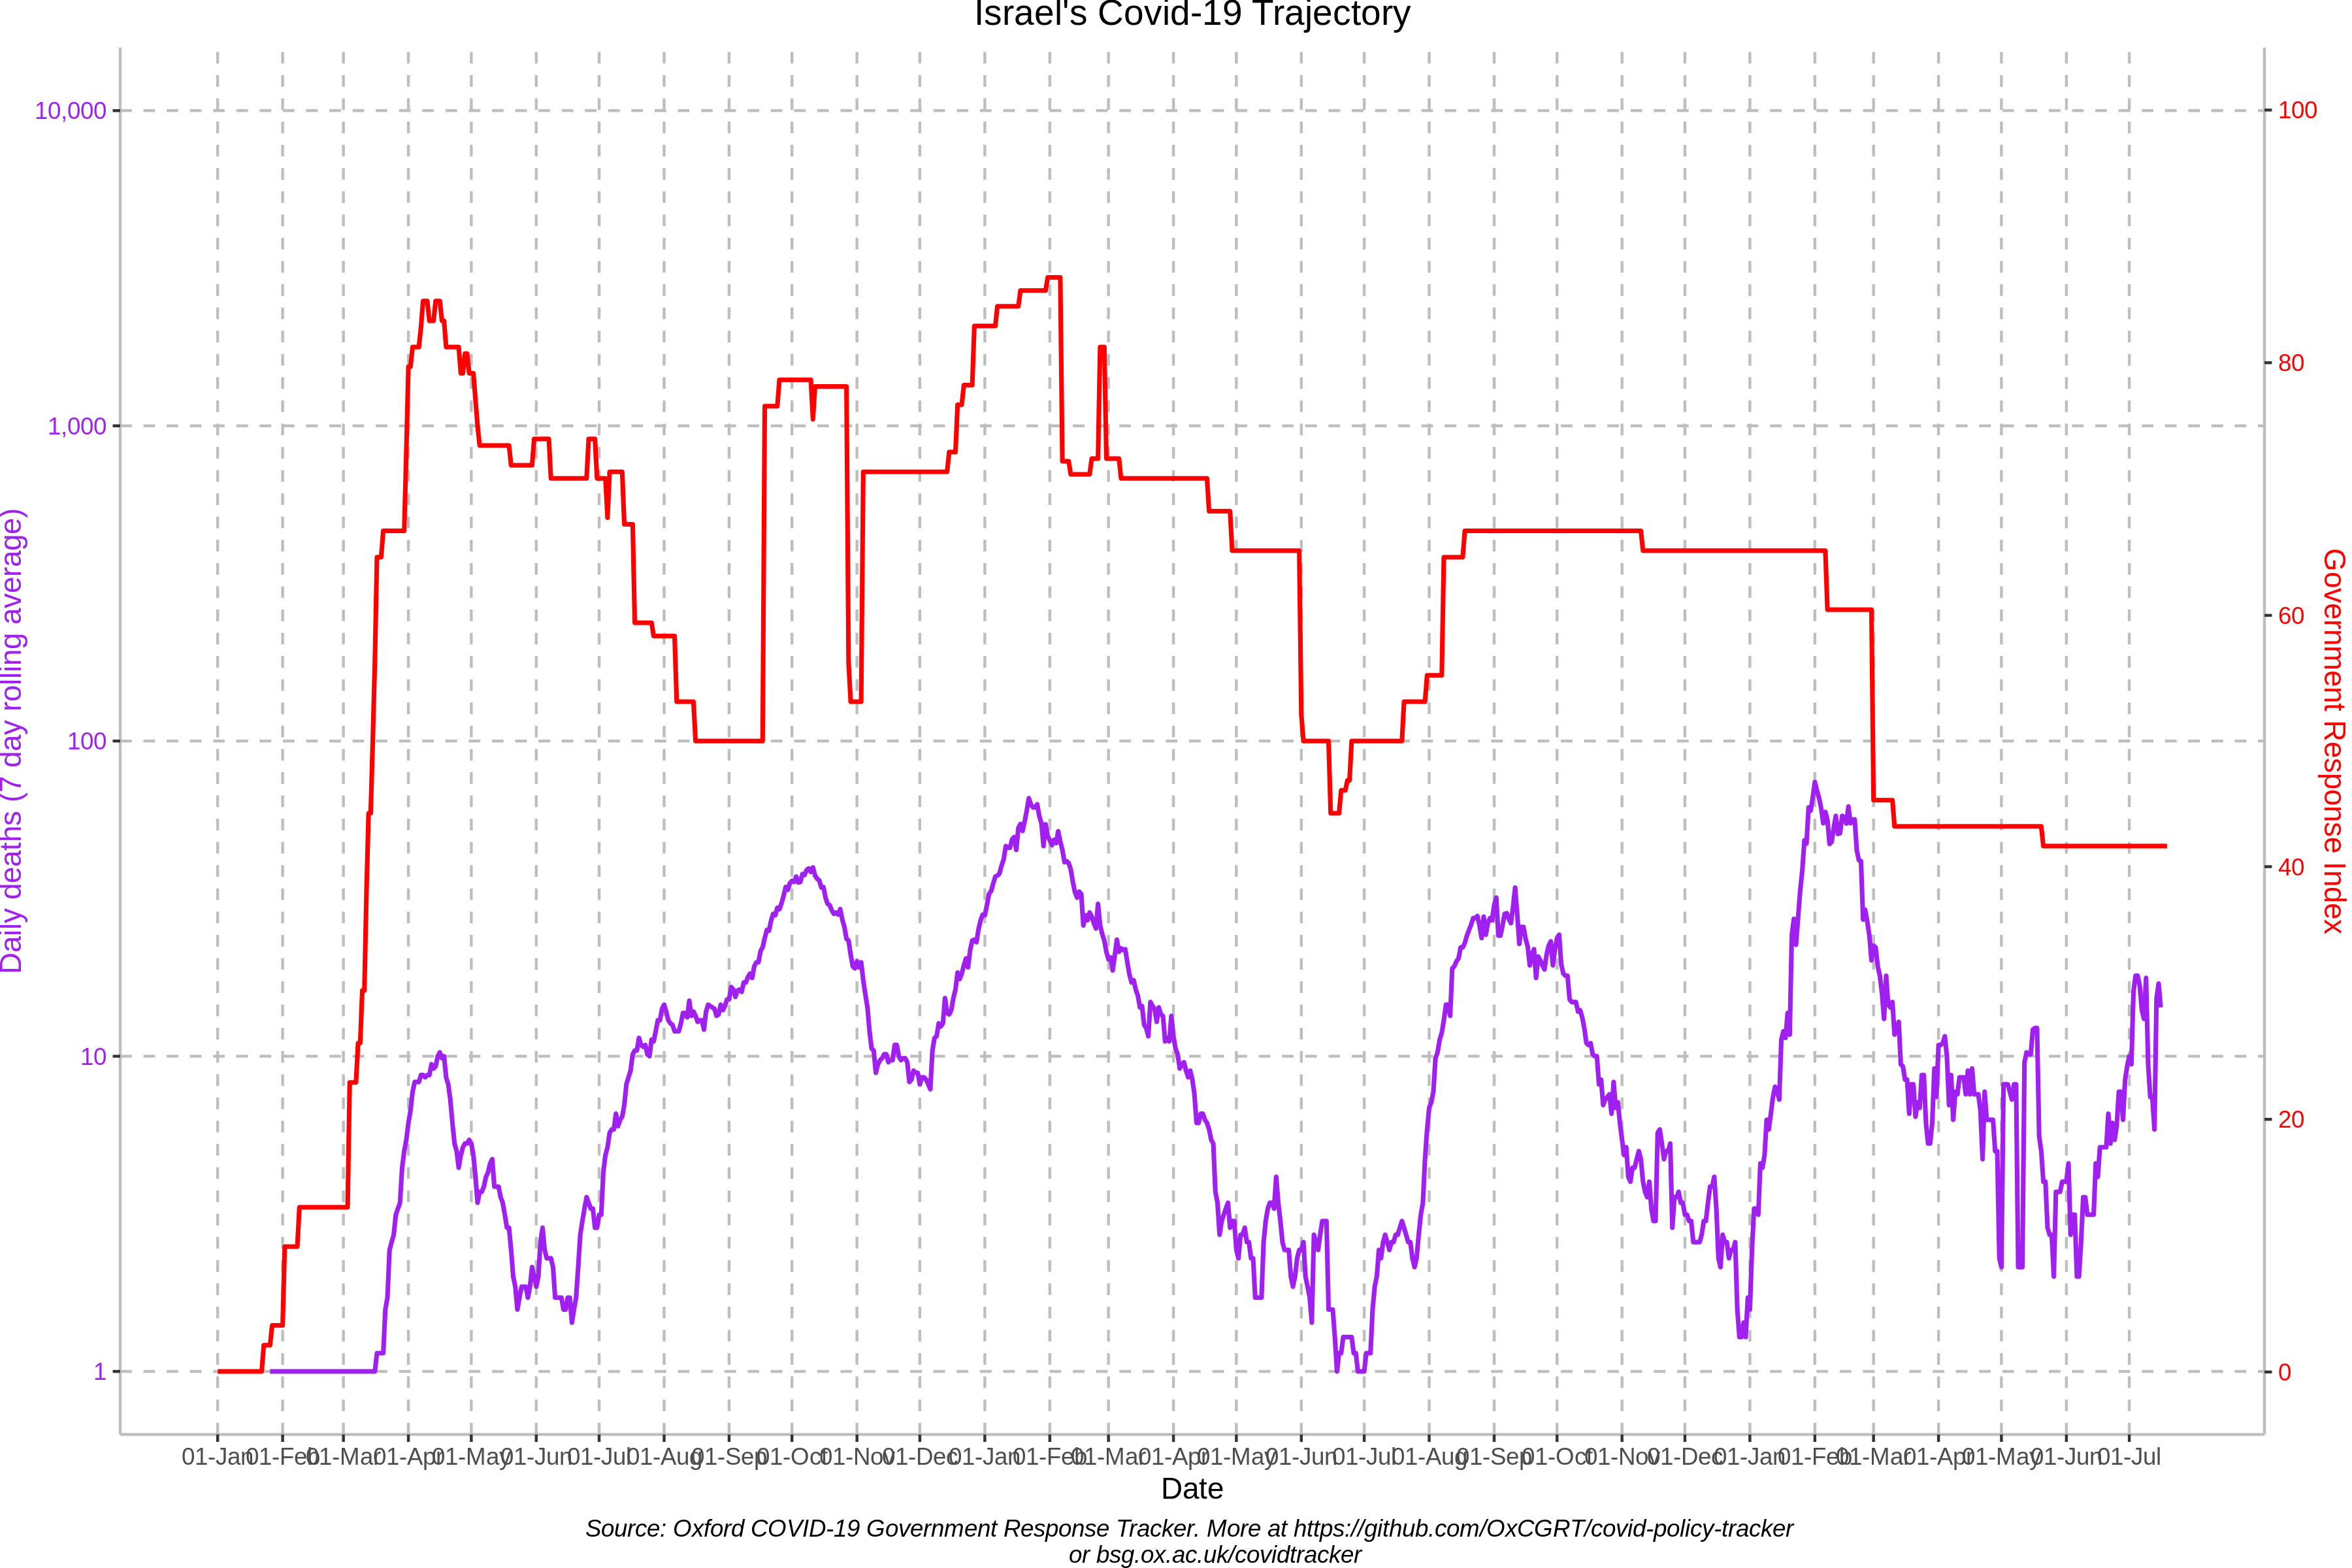 Israel's Covid-19 Trajectory
10,000
1,000
100
10
1
Daily deaths (7 day rolling average)
100
80
60
40
20
0
Government Response Index
01-Jan 01-Feb 01-Mar 01-Apr 01-May 01-Jun 01-Jul 01-Aug 01-Sep 01-Oct 01-Nov 01-Dec 01-Jan 01-Feb 01-Mar 01-Apr 01-May 01-Jun 01-Jul 01-Aug 01-Sep 01-Oct 01-Nov 01-Dec 01-Jan 01-Feb 01-Mar 01-Apr 01-May 01-Jun 01-Jul
Date
Source: Oxford COVID-19 Government Response Tracker. More at https://github.com/OxCGRT/covid-policy-tracker
or bsg.ox.ac.uk/covidtracker